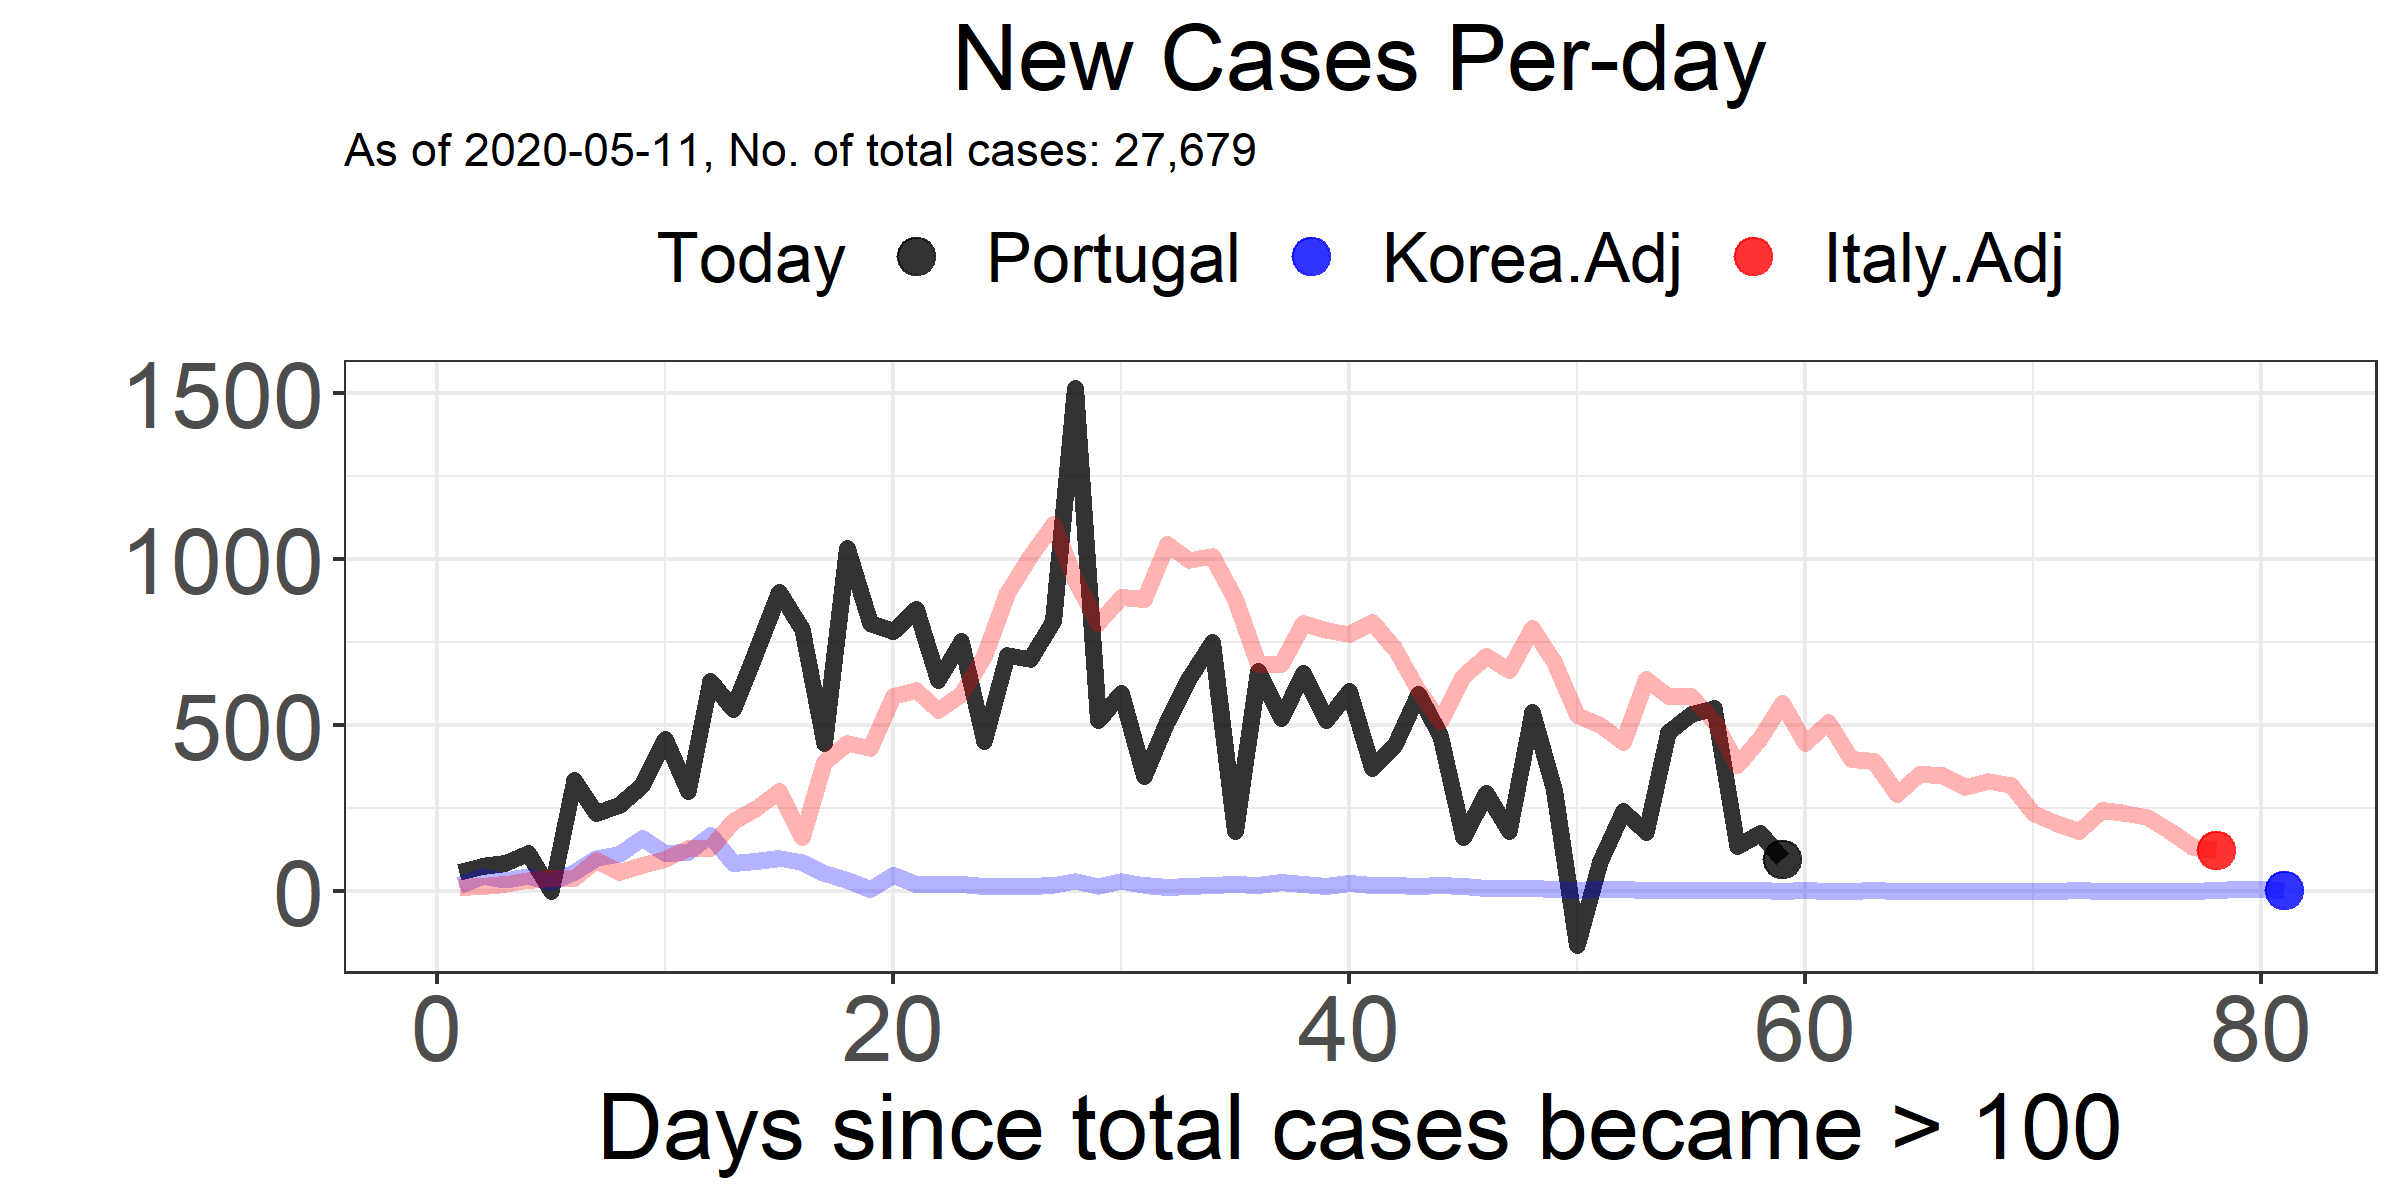 New Cases Per-day
As of 2020-05-11, No. of total cases: 27,679
Today Portugal Korea.Adj Italy.Adj
1500
1000
500
0
0 20 40 60 80
Days since total cases became > 100